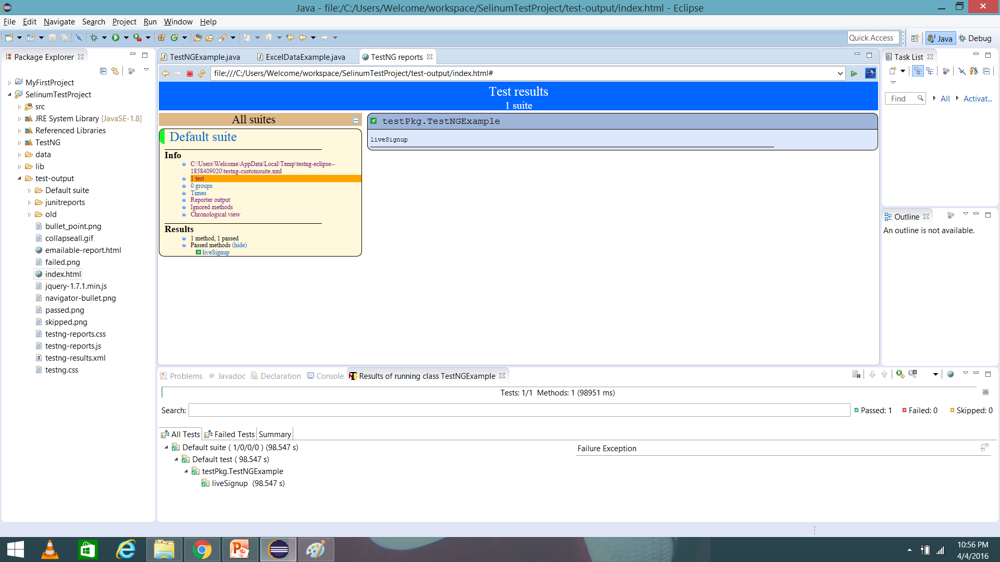 Java - file:/C:/Users/Welcome/workspace/SelinumTestProject/test-output/index.html - Eclipse
File Edit Navigate Search Project Run Window Help
Quick Access
Java
Debug
Package Explorer
MyFirstProject
SelinumTestProject
src
JRE System Library [JavaSE-1.8]
Referenced Libraries
TestNG
data
lib
test-output
Default suite
junitreports
old
bullet_point.png
collapseall.gif
emailable-report.html
failed.png
index.html
jquery-1.7.1.min.js
navigator-bullet.png
passed.png
skipped.png
testng-reports.css
testng-reports.js
testng-results.xml
testng.css
TestNGExample.java
ExcelDataExample.java
TestNG reports
file:///C:/Users/Welcome/workspace/SelinumTestProject/test-output/index.html#
Test results
1 suite
All suites
Default suite
Info
C:\Users\Welcome\AppData\Local\Temp\testng-eclipse--
1858409020\testng-customsuite.xml
1 test
0 groups
Times
Reporter output
Ignored methods
Chronological view
Results
1 method, 1 passed
Passed methods (hide)
liveSignup
testPkg.TestNGExample
liveSignup
Task List
Find
All
Activat...
Outline
An outline is not available.
Problems
Javadoc
Declaration
Console
Results of running class TestNGExample
Tests: 1/1 Methods: 1 (98951 ms)
Search:
Passed: 1
Failed: 0
Skipped: 0
All Tests
Failed Tests
Summary
Default suite ( 1/0/0/0 ) (98.547 s)
Default test ( 98.547 s)
testPkg.TestNGExample
liveSignup (98.547 s)
Failure Exception
10:56 PM
4/4/2016